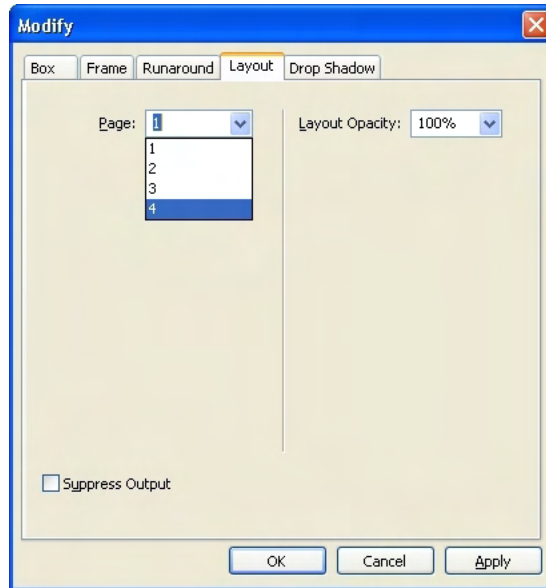 Modify
Box Frame Runaround Layout Drop Shadow
Page: 1 Layout Opacity: 100%
1
2
3
4
Suppress Output
OK Cancel Apply